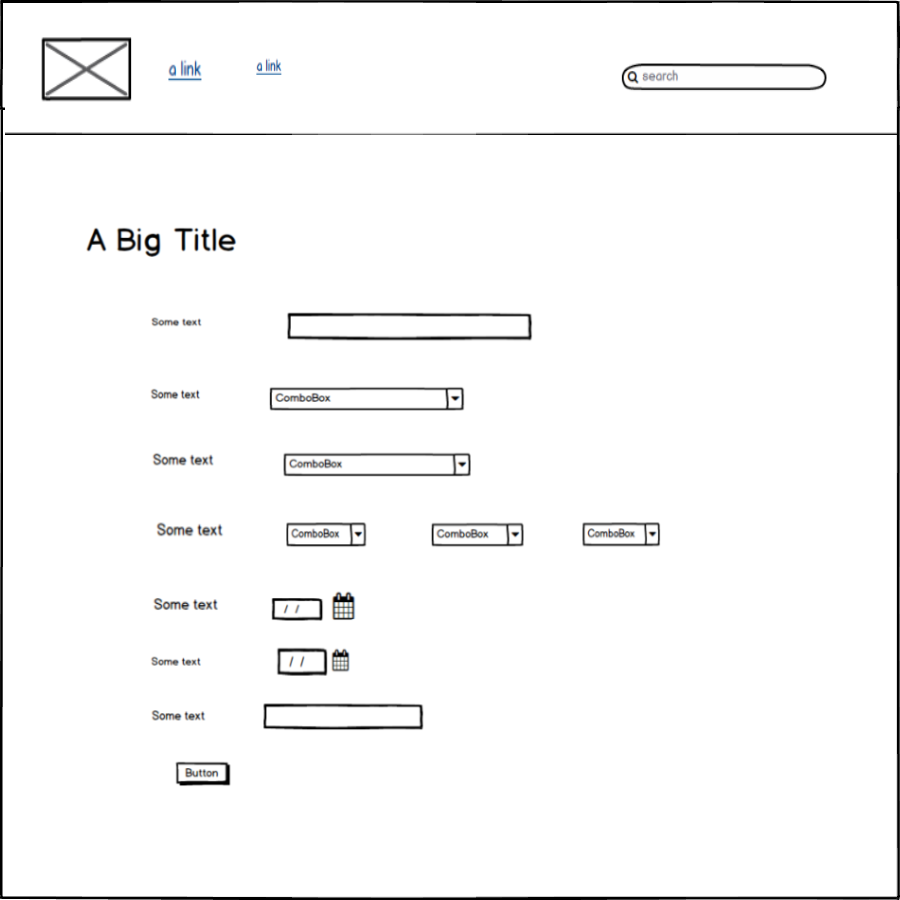 a link a link search
A Big Title
Some text
Some text ComboBox
Some text ComboBox
Some text ComboBox ComboBox ComboBox
Some text / /
Some text / /
Some text
Button